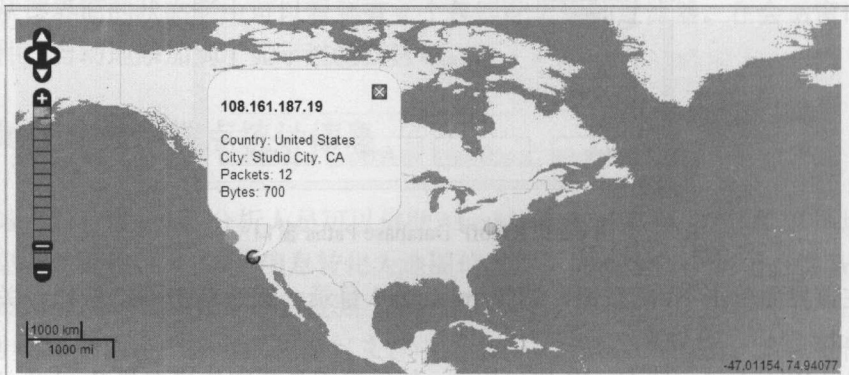 108.161.187.19
Country: United States
City: Studio City, CA
Packets: 12
Bytes: 700
1000 km
1000 mi
-47.01154, 74.94077